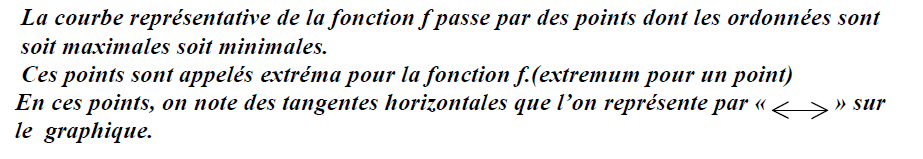 La courbe représentative de la fonction f passe par des points dont les ordonnées sont
soit maximales soit minimales.
Ces points sont appelés extréma pour la fonction f.(extremum pour un point)
En ces points, on note des tangentes horizontales que l'on représente par « ⟷ » sur
le graphique.